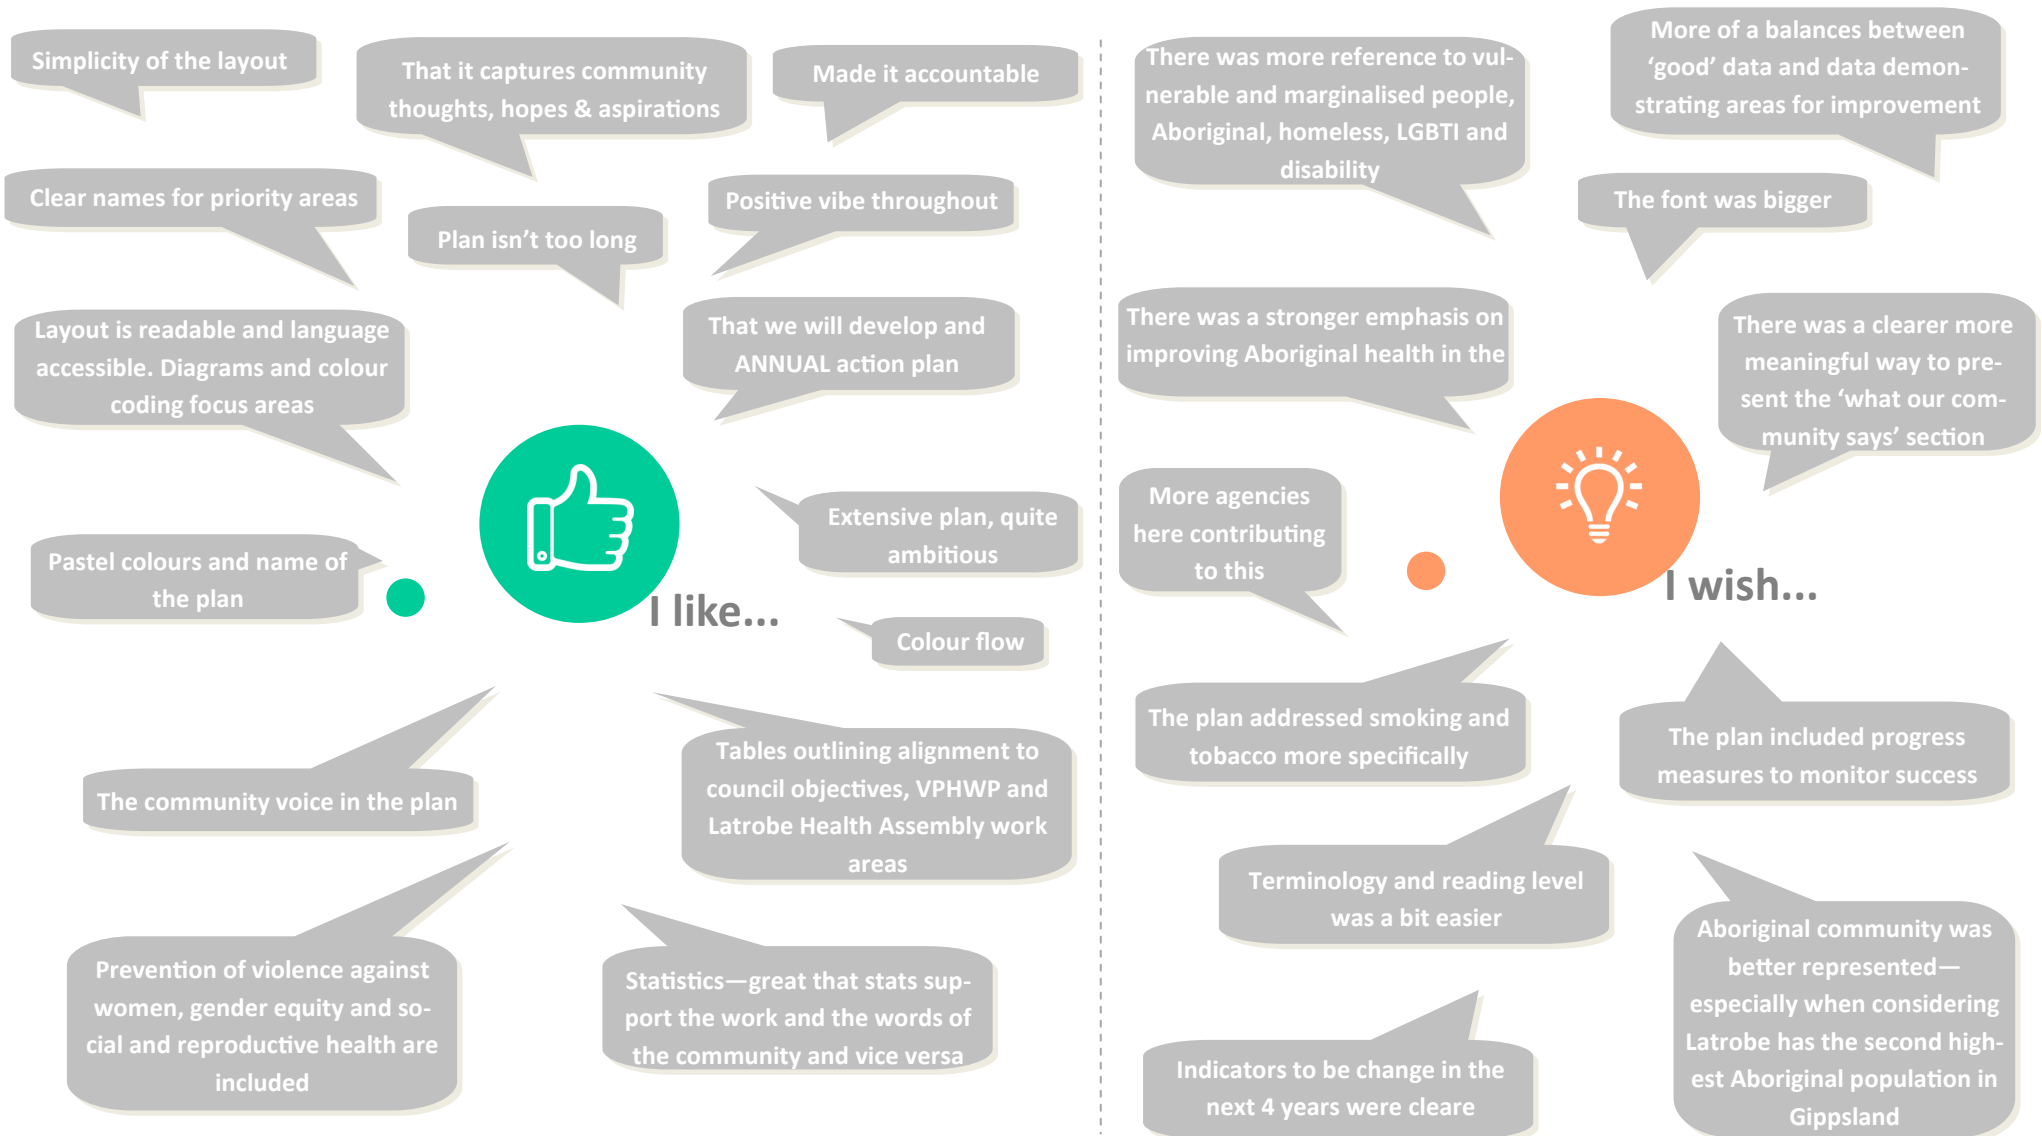 Simplicity of the layout
That it captures community
thoughts, hopes & aspirations
Made it accountable
Clear names for priority areas
Plan isn’t too long
Positive vibe throughout
Layout is readable and language
accessible. Diagrams and colour
coding focus areas
That we will develop and
ANNUAL action plan
Pastel colours and name of
the plan
I like...
Extensive plan, quite
ambitious
Colour flow
The community voice in the plan
Tables outlining alignment to
council objectives, VPHWP and
Latrobe Health Assembly work
areas
Prevention of violence against
women, gender equity and so-
cial and reproductive health are
included
Statistics—great that stats sup-
port the work and the words of
the community and vice versa
There was more reference to vul-
nerable and marginalised people,
Aboriginal, homeless, LGBTI and
disability
More of a balances between
‘good’ data and data demon-
strating areas for improvement
The font was bigger
There was a stronger emphasis on
improving Aboriginal health in the
There was a clearer more
meaningful way to pre-
sent the ‘what our com-
munity says’ section
More agencies
here contributing
to this
I wish...
The plan addressed smoking and
tobacco more specifically
The plan included progress
measures to monitor success
Terminology and reading level
was a bit easier
Aboriginal community was
better represented—
especially when considering
Latrobe has the second high-
est Aboriginal population in
Gippsland
Indicators to be change in the
next 4 years were cleare